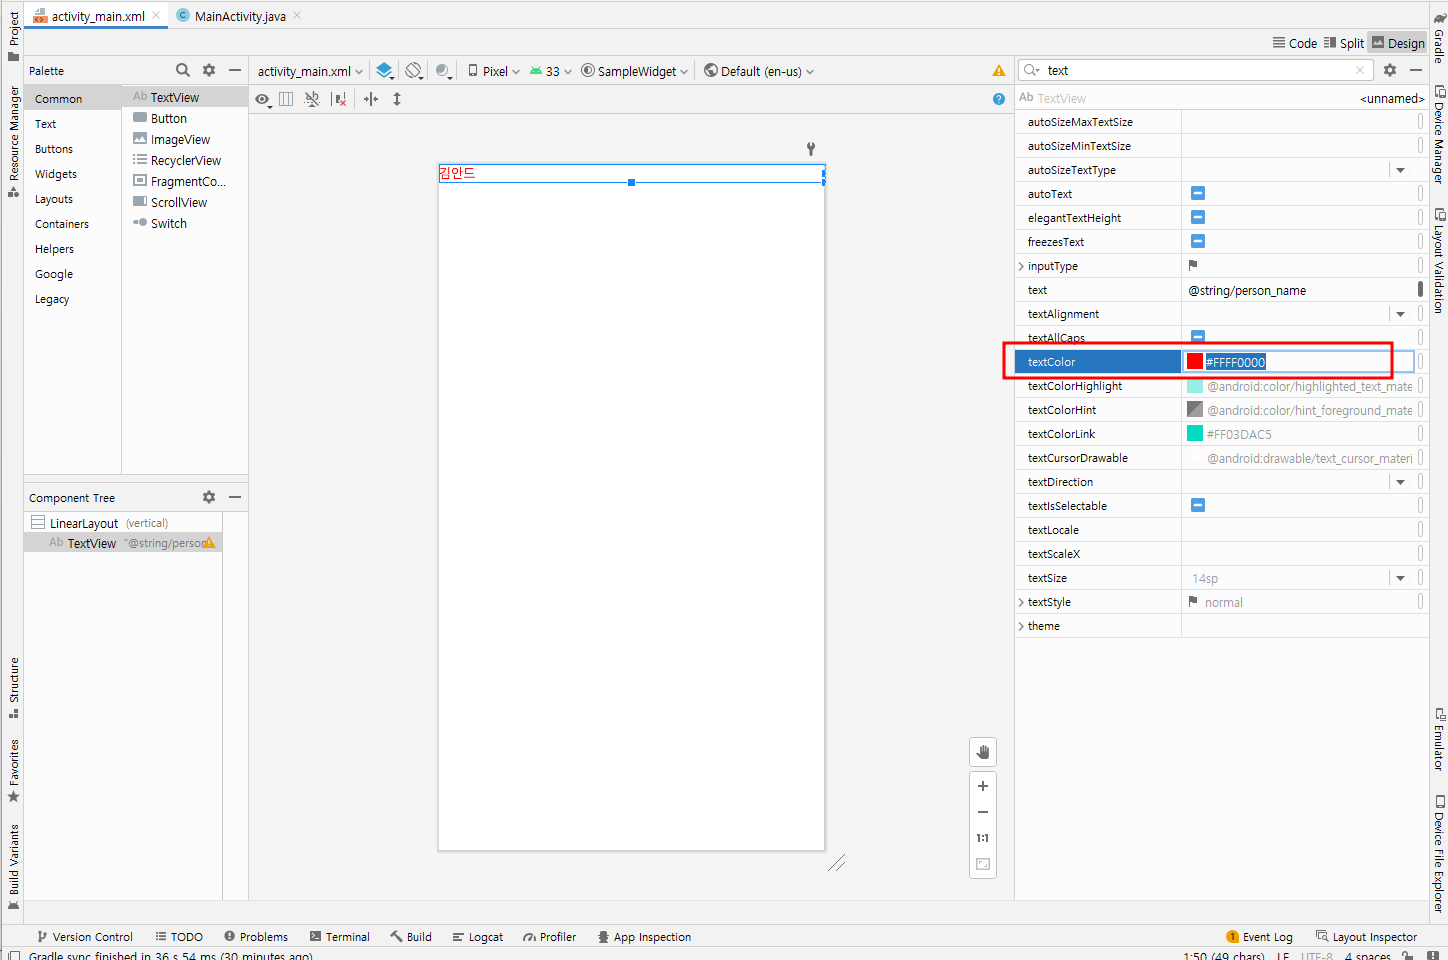 activity_main.xml
MainActivity.java
Code
Split
Design
Palette
activity_main.xml
Pixel
33
SampleWidget
Default (en-us)
text
Common
Text
Buttons
Widgets
Layouts
Containers
Helpers
Google
Legacy
Ab TextView
Button
ImageView
RecyclerView
FragmentCo...
ScrollView
Switch
김안드
Ab TextView
<unnamed>
autoSizeMaxTextSize
autoSizeMinTextSize
autoSizeTextType
autoText
elegantTextHeight
freezesText
inputType
text @string/person_name
textAlignment
textAllCaps
textColor #FFFF0000
textColorHighlight @android:color/highlighted_text_mate
textColorHint @android:color/hint_foreground_mate
textColorLink #FF03DAC5
textCursorDrawable @android:drawable/text_cursor_materi
textDirection
textIsSelectable
textLocale
textScaleX
textSize 14sp
textStyle normal
theme
Component Tree
LinearLayout (vertical)
Ab TextView "@string/person
1:1
Project
Resource Manager
Structure
Favorites
Build Variants
Gradle
Device Manager
Layout Validation
Emulator
Device File Explorer
Version Control
TODO
Problems
Terminal
Build
Logcat
Profiler
App Inspection
1 Event Log
Layout Inspector
Gradle sync finished in 36 s 54 ms (30 minutes ago)
1:50 (49 chars) LF UTF-8 4 spaces